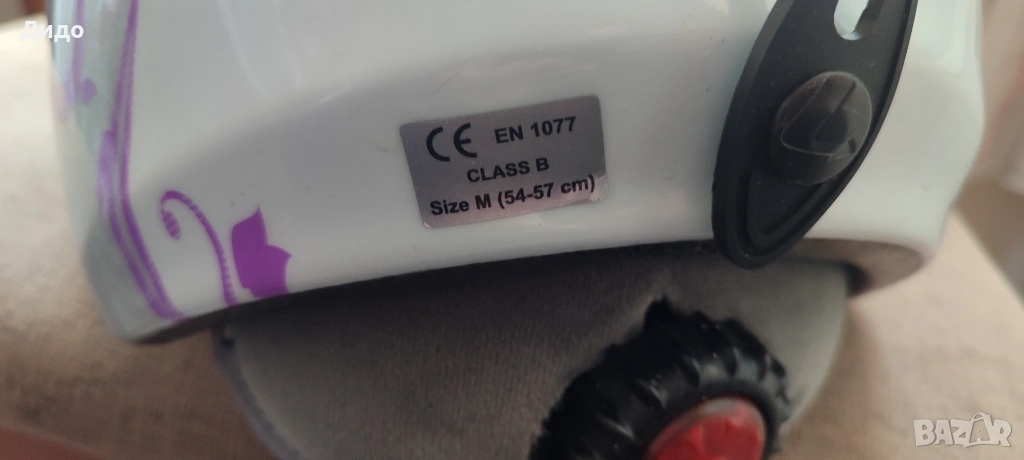 Дидо
CE EN 1077
CLASS B
Size M (54-57 cm)
BAZAR